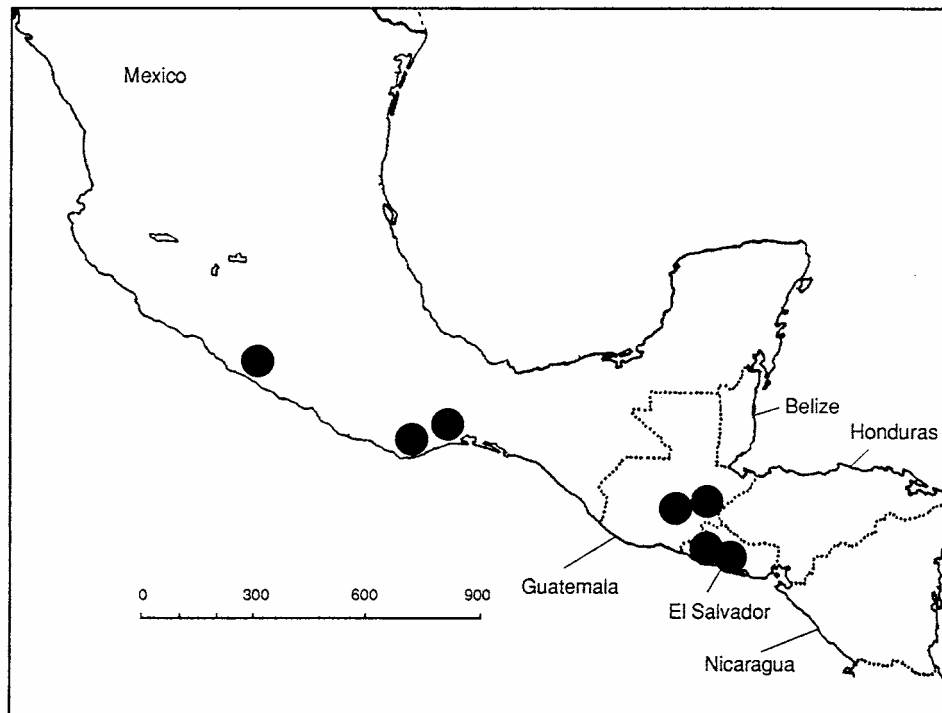 Mexico
Belize
Honduras
Guatemala
El Salvador
Nicaragua
0 300 600 900